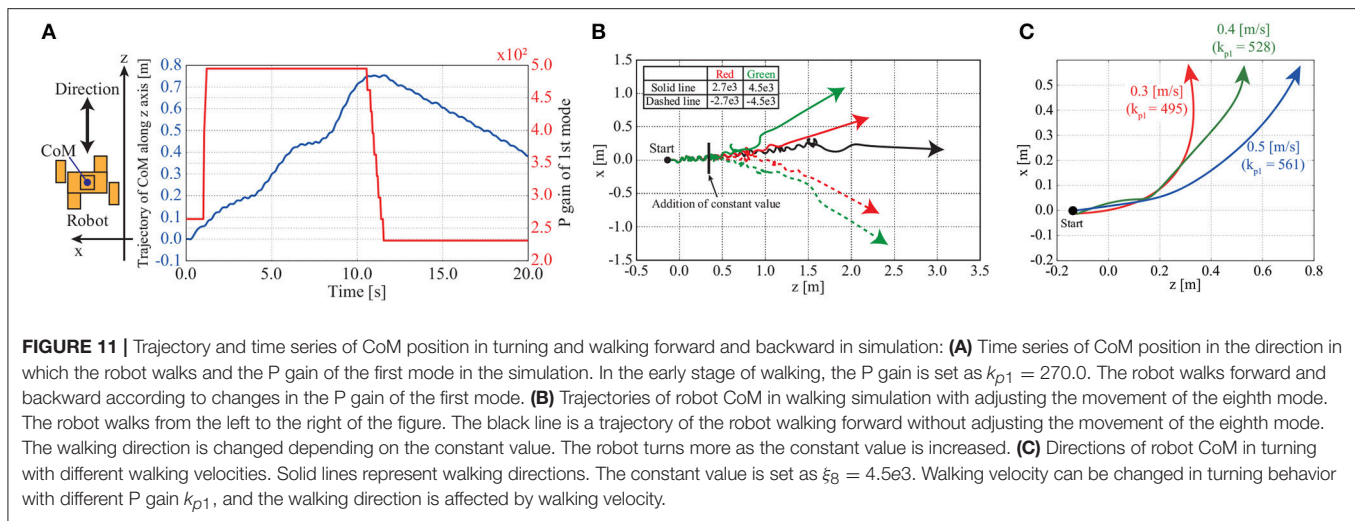 A
B
C
x10²
Direction
CoM
Robot
z
x
Trajectory of CoM along z axis [m]
0.8
0.7
0.6
0.5
0.4
0.3
0.2
0.1
0.0
-0.1
0.0 5.0 10.0 15.0 20.0
Time [s]
5.0
4.5
4.0
3.5
3.0
2.5
2.0
P gain of 1st mode
1.5
1.0
0.5
0.0
-0.5
-1.0
-1.5
x [m]
Red Green
Solid line 2.7e3 4.5e3
Dashed line -2.7e3 -4.5e3
Start
Addition of constant value
-0.5 0.0 0.5 1.0 1.5 2.0 2.5 3.0 3.5
z [m]
0.4 [m/s]
(kp1 = 528)
0.3 [m/s]
(kp1 = 495)
0.5 [m/s]
(kp1 = 561)
0.5
0.4
0.3
0.2
0.1
0.0
-0.1
-0.2
x [m]
Start
0.0 0.2 0.4 0.6 0.8
z [m]
FIGURE 11 | Trajectory and time series of CoM position in turning and walking forward and backward in simulation: (A) Time series of CoM position in the direction in
which the robot walks and the P gain of the first mode in the simulation. In the early stage of walking, the P gain is set as kp1 = 270.0. The robot walks forward and
backward according to changes in the P gain of the first mode. (B) Trajectories of robot CoM in walking simulation with adjusting the movement of the eighth mode.
The robot walks from the left to the right of the figure. The black line is a trajectory of the robot walking forward without adjusting the movement of the eighth mode.
The walking direction is changed depending on the constant value. The robot turns more as the constant value is increased. (C) Directions of robot CoM in turning
with different walking velocities. Solid lines represent walking directions. The constant value is set as ξ8 = 4.5e3. Walking velocity can be changed in turning behavior
with different P gain kp1, and the walking direction is affected by walking velocity.